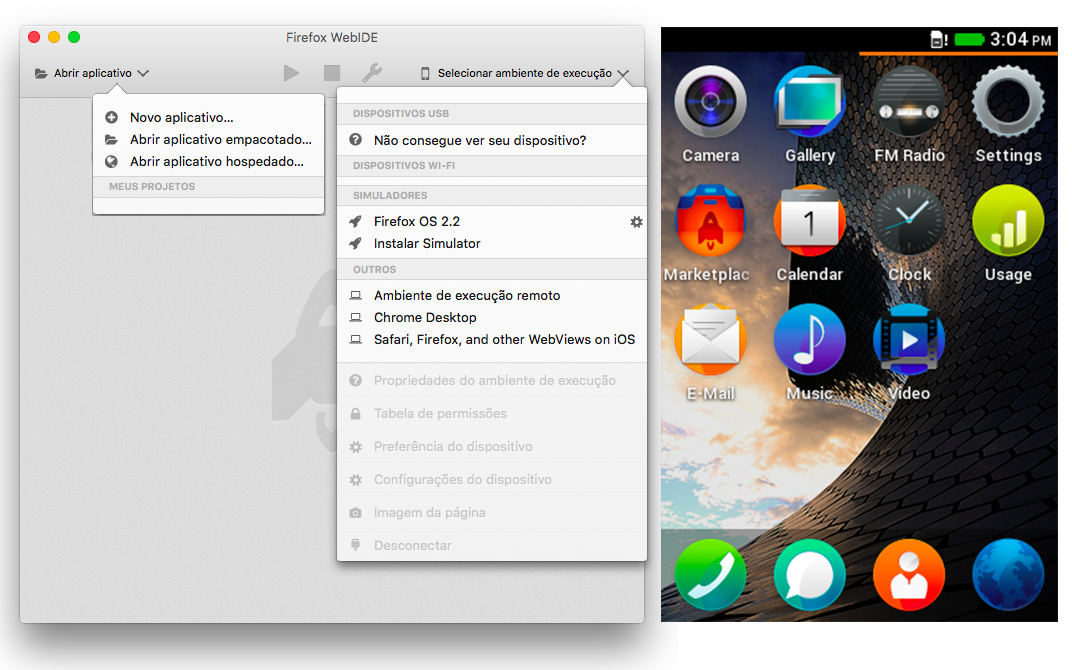 Firefox WebIDE
Abrir aplicativo
Selecionar ambiente de execução
Novo aplicativo...
Abrir aplicativo empacotado...
Abrir aplicativo hospedado...
MEUS PROJETOS
DISPOSITIVOS USB
Não consegue ver seu dispositivo?
DISPOSITIVOS WI-FI
SIMULADORES
Firefox OS 2.2
Instalar Simulator
OUTROS
Ambiente de execução remoto
Chrome Desktop
Safari, Firefox, and other WebViews on iOS
Propriedades do ambiente de execução
Tabela de permissões
Preferência do dispositivo
Configurações do dispositivo
Imagem da página
Desconectar
3:04 PM
Camera Gallery FM Radio Settings
1
Marketplac Calendar Clock Usage
E-Mail Music Video